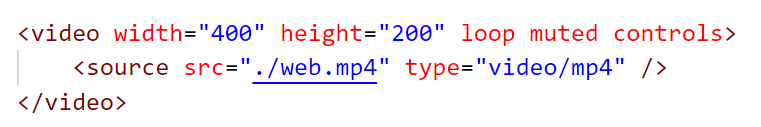 <video width="400" height="200" loop muted controls>
<source src="./web.mp4" type="video/mp4" />
</video>